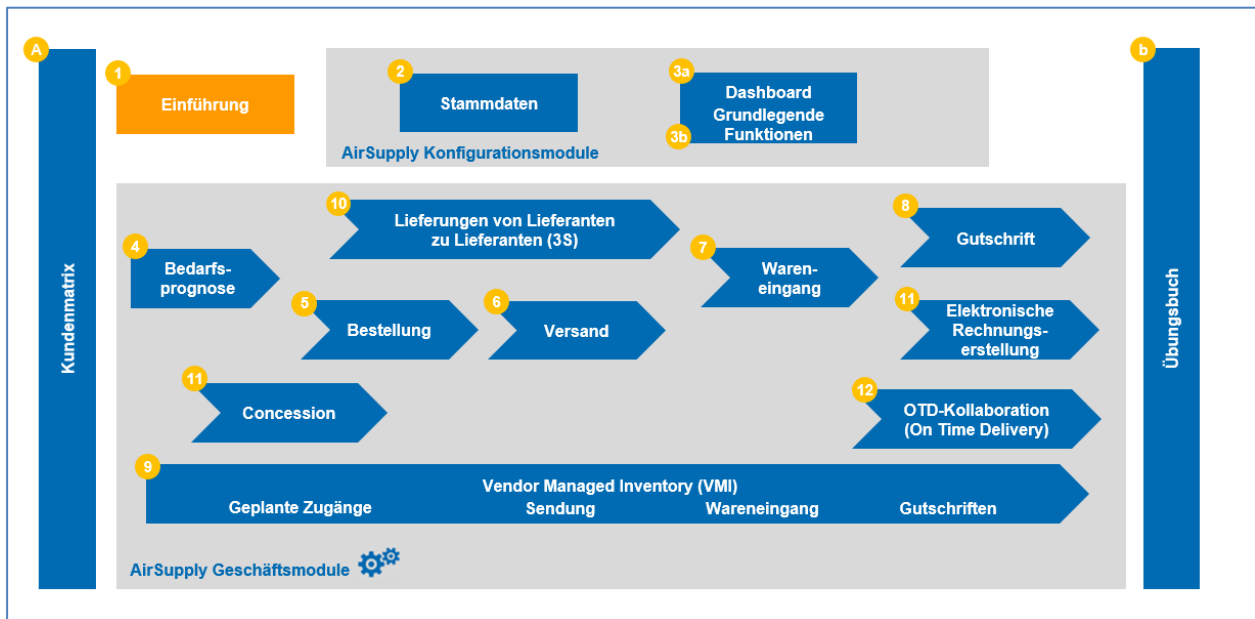 A
Kundenmatrix
1
Einführung
2
Stammdaten
3a
Dashboard
Grundlegende
Funktionen
3b
AirSupply Konfigurationsmodule
b
Übungsbuch
10
Lieferungen von Lieferanten
zu Lieferanten (3S)
8
Gutschrift
4
Bedarfs-
prognose
7
Waren-
eingang
5
Bestellung
6
Versand
11
Elektronische
Rechnungs-
erstellung
11
Concession
12
OTD-Kollaboration
(On Time Delivery)
9
Vendor Managed Inventory (VMI)
Geplante Zugänge Sendung Wareneingang Gutschriften
AirSupply Geschäftsmodule